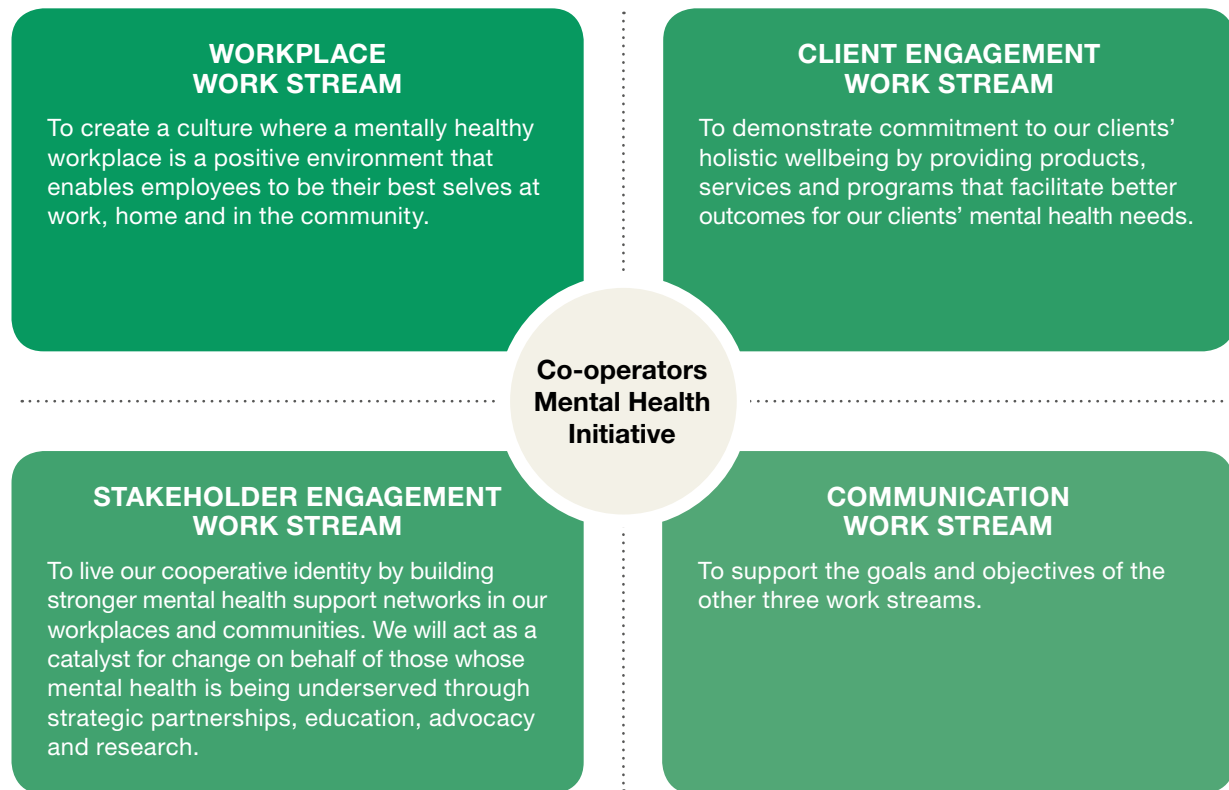 WORKPLACE
WORK STREAM
To create a culture where a mentally healthy
workplace is a positive environment that
enables employees to be their best selves at
work, home and in the community.
CLIENT ENGAGEMENT
WORK STREAM
To demonstrate commitment to our clients’
holistic wellbeing by providing products,
services and programs that facilitate better
outcomes for our clients’ mental health needs.
Co-operators
Mental Health
Initiative
STAKEHOLDER ENGAGEMENT
WORK STREAM
To live our cooperative identity by building
stronger mental health support networks in our
workplaces and communities. We will act as a
catalyst for change on behalf of those whose
mental health is being underserved through
strategic partnerships, education, advocacy
and research.
COMMUNICATION
WORK STREAM
To support the goals and objectives of the
other three work streams.